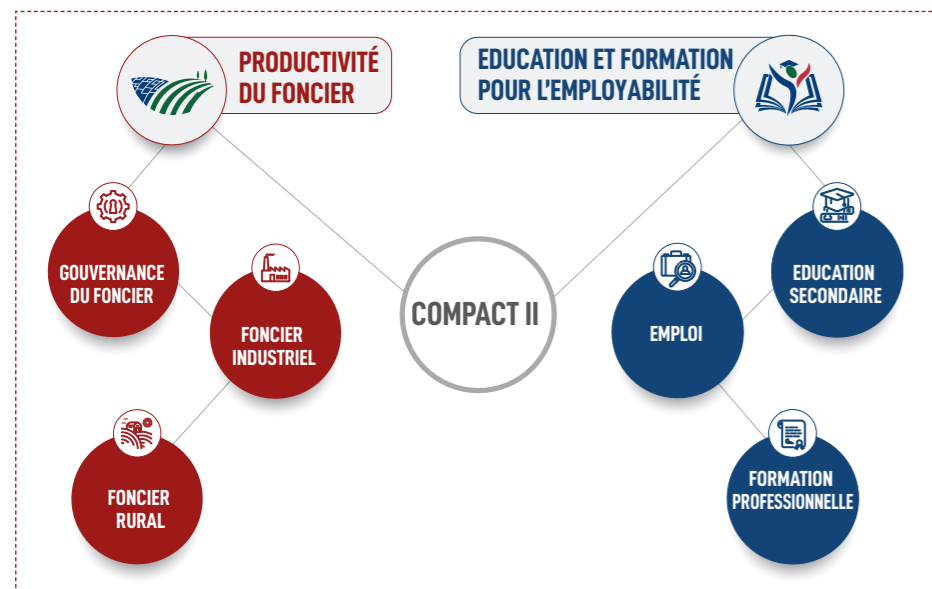 PRODUCTIVITÉ
DU FONCIER
EDUCATION ET FORMATION
POUR L'EMPLOYABILITÉ
GOUVERNANCE
DU FONCIER
FONCIER
INDUSTRIEL
FONCIER
RURAL
COMPACT II
EDUCATION
SECONDAIRE
EMPLOI
FORMATION
PROFESSIONNELLE